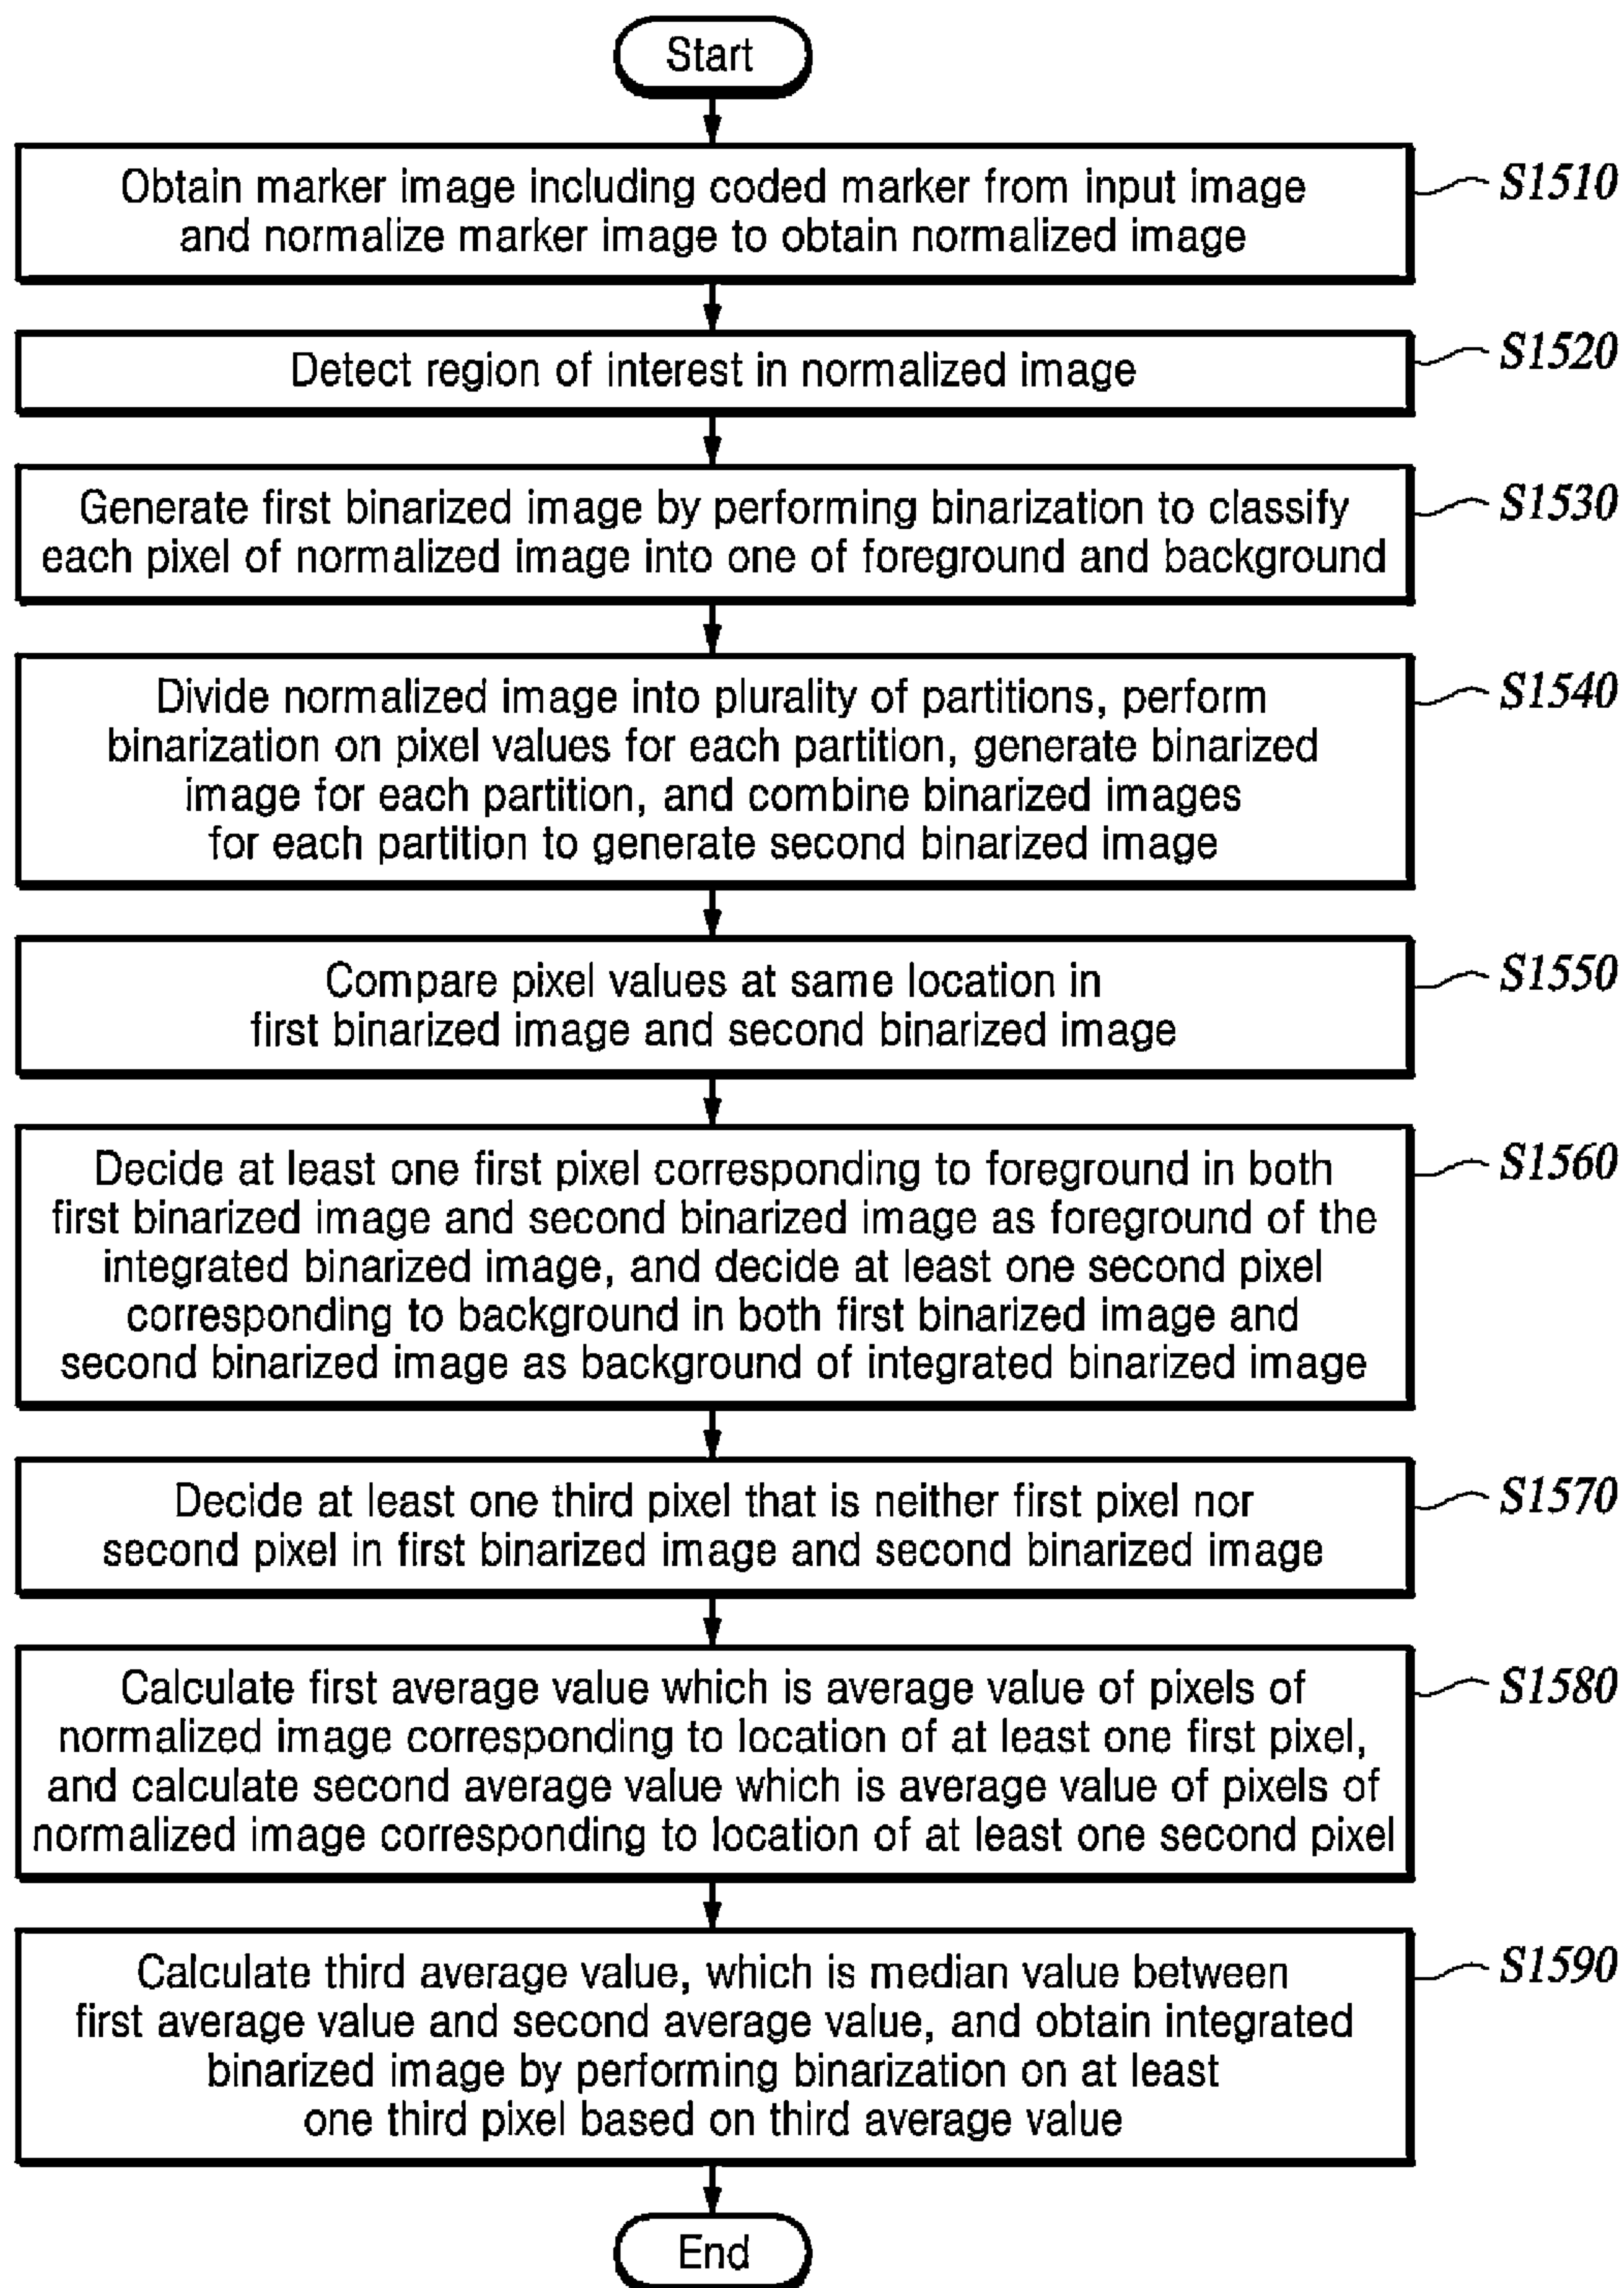 Start
Obtain marker image including coded marker from input image
and normalize marker image to obtain normalized image
S1510
Detect region of interest in normalized image
S1520
Generate first binarized image by performing binarization to classify
each pixel of normalized image into one of foreground and background
S1530
Divide normalized image into plurality of partitions, perform
binarization on pixel values for each partition, generate binarized
image for each partition, and combine binarized images
for each partition to generate second binarized image
S1540
Compare pixel values at same location in
first binarized image and second binarized image
S1550
Decide at least one first pixel corresponding to foreground in both
first binarized image and second binarized image as foreground of the
integrated binarized image, and decide at least one second pixel
corresponding to background in both first binarized image and
second binarized image as background of integrated binarized image
S1560
Decide at least one third pixel that is neither first pixel nor
second pixel in first binarized image and second binarized image
S1570
Calculate first average value which is average value of pixels of
normalized image corresponding to location of at least one first pixel,
and calculate second average value which is average value of pixels of
normalized image corresponding to location of at least one second pixel
S1580
Calculate third average value, which is median value between
first average value and second average value, and obtain integrated
binarized image by performing binarization on at least
one third pixel based on third average value
S1590
End